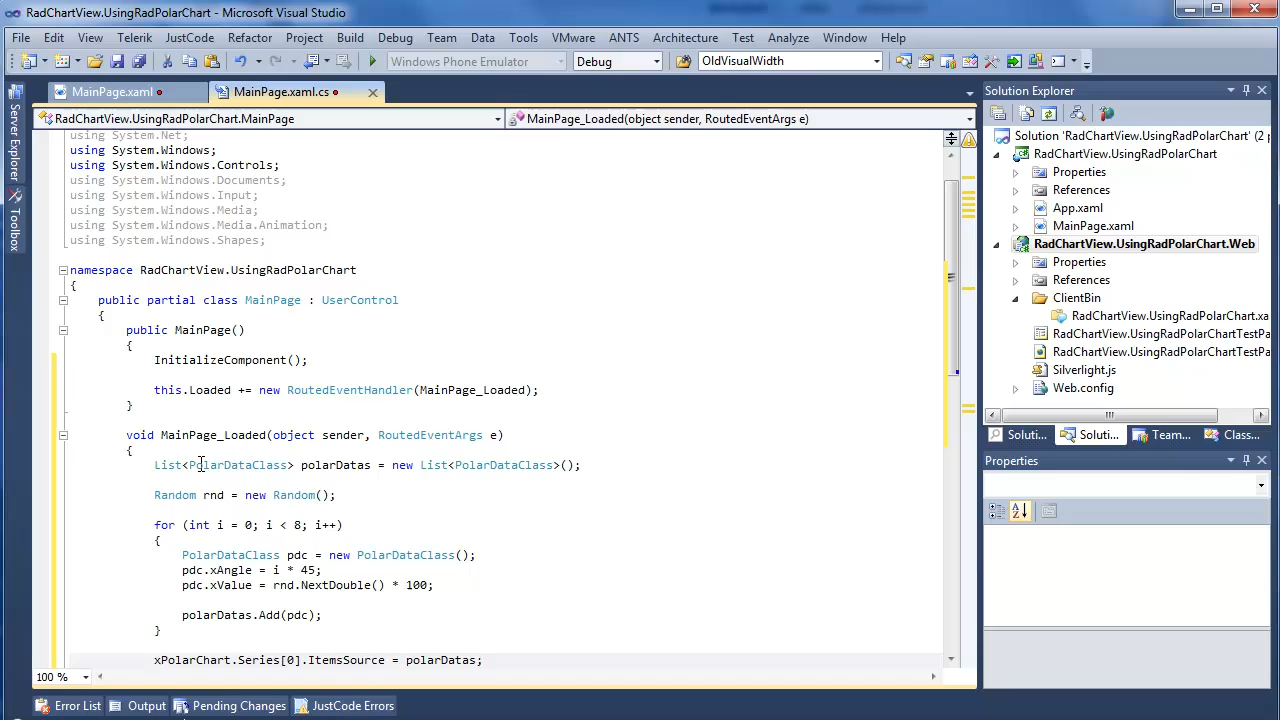 RadChartView.UsingRadPolarChart - Microsoft Visual Studio
File Edit View Telerik JustCode Refactor Project Build Debug Team Data Tools VMware ANTS Architecture Test Analyze Window Help
Windows Phone Emulator Debug OldVisualWidth
MainPage.xaml MainPage.xaml.cs
RadChartView.UsingRadPolarChart.MainPage MainPage_Loaded(object sender, RoutedEventArgs e)
Server Explorer
Toolbox
using System.Net;
using System.Windows;
using System.Windows.Controls;
using System.Windows.Documents;
using System.Windows.Input;
using System.Windows.Media;
using System.Windows.Media.Animation;
using System.Windows.Shapes;
namespace RadChartView.UsingRadPolarChart
{
public partial class MainPage : UserControl
{
public MainPage()
{
InitializeComponent();
this.Loaded += new RoutedEventHandler(MainPage_Loaded);
}
void MainPage_Loaded(object sender, RoutedEventArgs e)
{
List<PolarDataClass> polarDatas = new List<PolarDataClass>();
Random rnd = new Random();
for (int i = 0; i < 8; i++)
{
PolarDataClass pdc = new PolarDataClass();
pdc.xAngle = i * 45;
pdc.xValue = rnd.NextDouble() * 100;
polarDatas.Add(pdc);
}
xPolarChart.Series[0].ItemsSource = polarDatas;
100 %
Solution Explorer
Solution 'RadChartView.UsingRadPolarChart' (2 p
RadChartView.UsingRadPolarChart
Properties
References
App.xaml
MainPage.xaml
RadChartView.UsingRadPolarChart.Web
Properties
References
ClientBin
RadChartView.UsingRadPolarChart.xa
RadChartView.UsingRadPolarChartTestPa
RadChartView.UsingRadPolarChartTestPa
Silverlight.js
Web.config
Soluti... Soluti... Team... Class...
Properties
Error List Output Pending Changes JustCode Errors